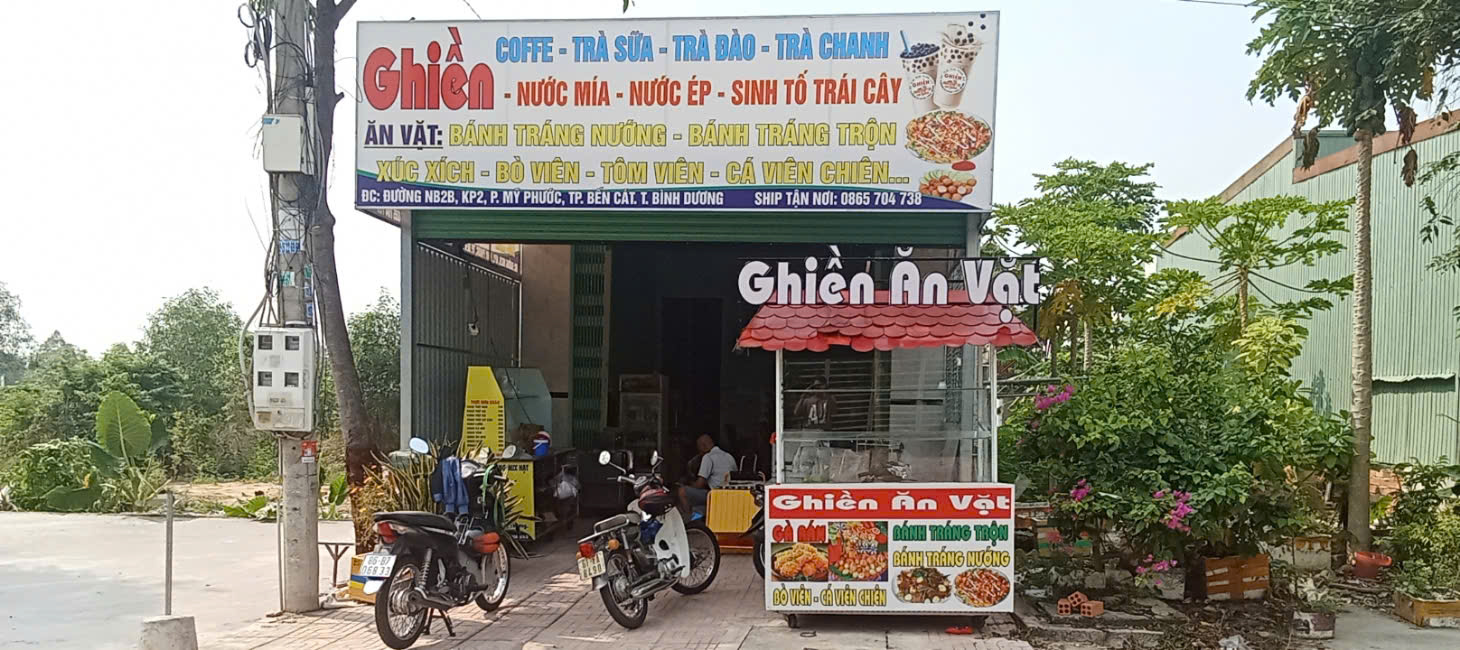 Ghiền
COFFE - TRÀ SỮA - TRÀ ĐÀO - TRÀ CHANH
- NƯỚC MÍA - NƯỚC ÉP - SINH TỐ TRÁI CÂY
ĂN VẶT: BÁNH TRÁNG NƯỚNG - BÁNH TRÁNG TRỘN
XÚC XÍCH - BÒ VIÊN - TÔM VIÊN - CÁ VIÊN CHIÊN...
ĐC: ĐƯỜNG NB2B, KP2, P. MỸ PHƯỚC, TP. BẾN CÁT. T. BÌNH DƯƠNG SHIP TẬN NƠI: 0865 704 738
Ghiền Ăn Vặt
Ghiền Ăn Vặt
GÀ RÁN
BÁNH TRÁNG TRỘN
BÁNH TRÁNG NƯỚNG
BÒ VIÊN - CÁ VIÊN CHIÊN